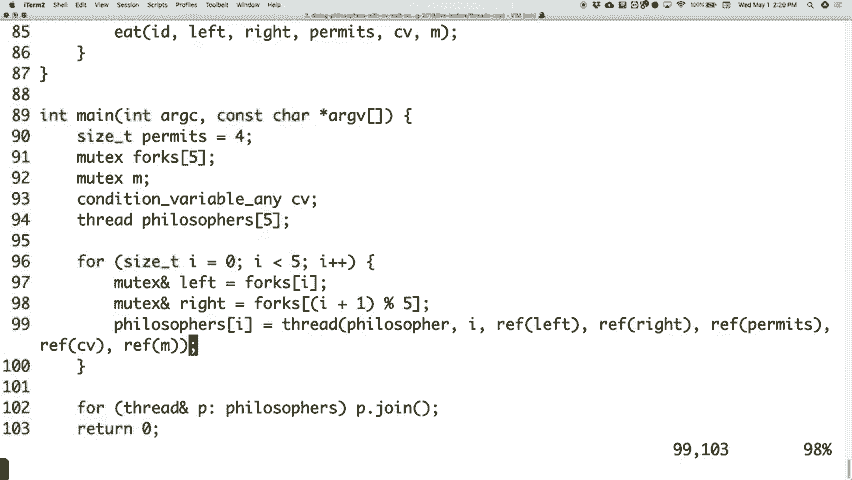 iTerm2 Shell Edit View Session Scripts Profiles Toolbelt Window Help 100% Wed May 1 2:20 PM
85 eat(id, left, right, permits, cv, m);
86 }
87 }
88
89 int main(int argc, const char *argv[]) {
90 size_t permits = 4;
91 mutex forks[5];
92 mutex m;
93 condition_variable_any cv;
94 thread philosophers[5];
95
96 for (size_t i = 0; i < 5; i++) {
97 mutex& left = forks[i];
98 mutex& right = forks[(i + 1) % 5];
99 philosophers[i] = thread(philosopher, i, ref(left), ref(right), ref(permits),
ref(cv), ref(m));
100 }
101
102 for (thread& p: philosophers) p.join();
103 return 0;
99,103 98%